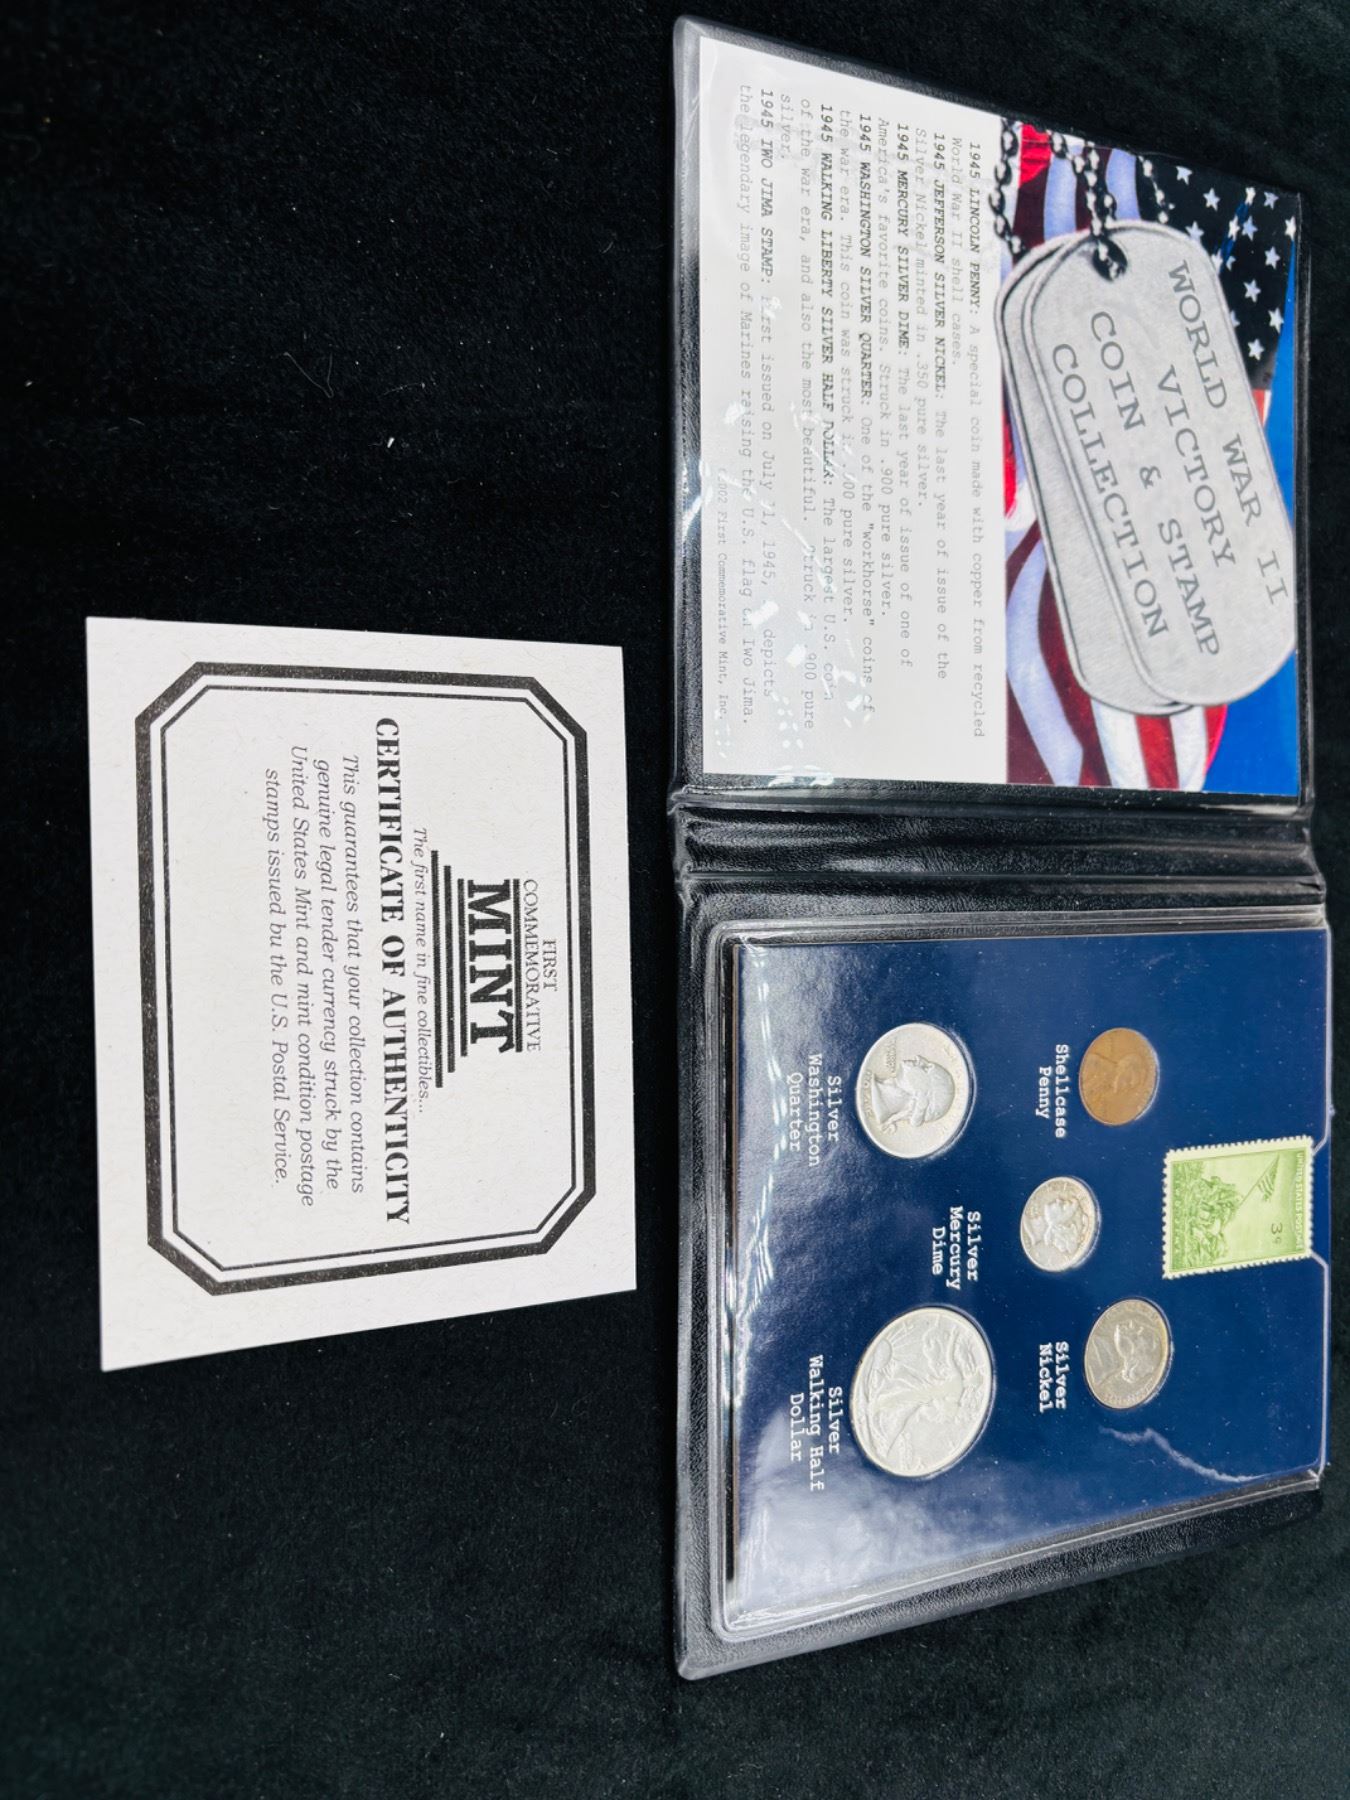 WORLD WAR II
VICTORY
COIN & STAMP
COLLECTION
1945 LINCOLN PENNY: A special coin made with copper from recycled
World War II shell cases.
1945 JEFFERSON SILVER NICKEL: The last year of issue of the
Silver Nickel minted in .350 pure silver.
1945 MERCURY SILVER DIME: The last year of issue of one of
America's favorite coins. Struck in .900 pure silver.
1945 WASHINGTON SILVER QUARTER: One of the "workhorse" coins of
the war era. This coin was struck in .900 pure silver.
1945 WALKING LIBERTY SILVER HALF DOLLAR: The largest U.S. coin
of the war era, and also the most beautiful. Struck in .900 pure
silver.
1945 IWO JIMA STAMP: First issued on July 11, 1945, depicts
the legendary image of Marines raising the U.S. flag on Iwo Jima.
2002 First Commemorative Mint, Inc.
UNITED STATES POSTAGE
3¢
Shellcase
Penny
Silver
Nickel
Silver
Mercury
Dime
Silver
Washington
Quarter
Silver
Walking Half
Dollar
FIRST
COMMEMORATIVE
MINT
The first name in fine collectibles...
CERTIFICATE OF AUTHENTICITY
This guarantees that your collection contains
genuine legal tender currency struck by the
United States Mint and mint condition postage
stamps issued bu the U.S. Postal Service.